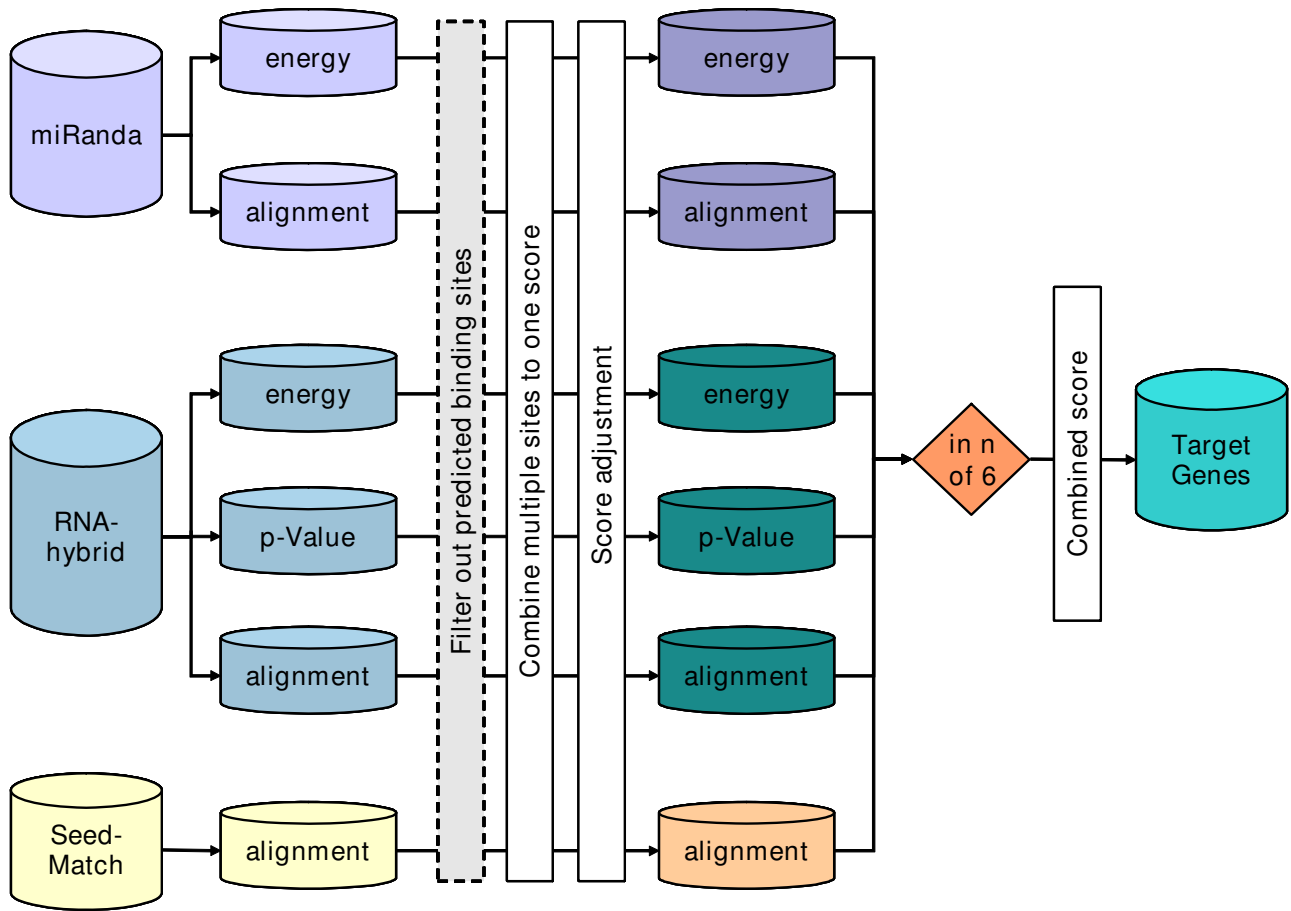 miRanda
energy
alignment
RNA-
hybrid
energy
p-Value
alignment
Seed-
Match
alignment
Filter out predicted binding sites
Combine multiple sites to one score
Score adjustment
energy
alignment
energy
p-Value
alignment
alignment
in n
of 6
Combined score
Target
Genes